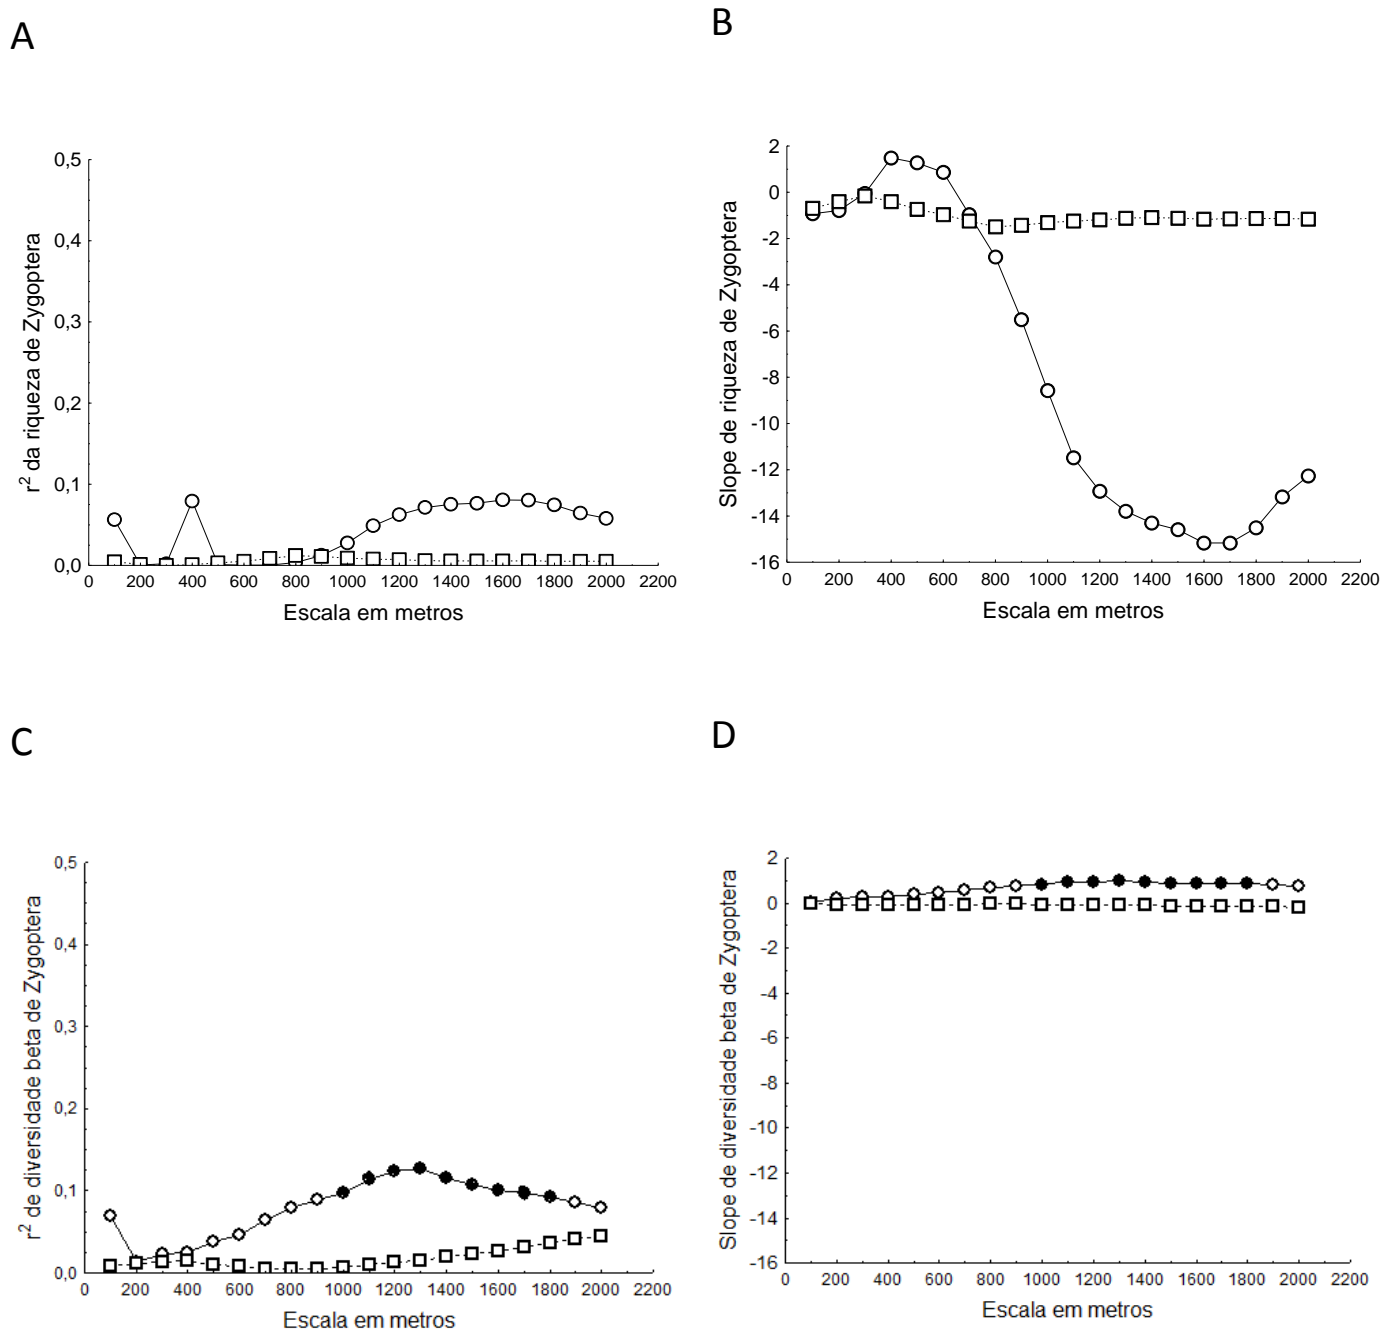 A
B
0,5
0,4
0,3
0,2
0,1
0,0
r² da riqueza de Zygoptera
0 200 400 600 800 1000 1200 1400 1600 1800 2000 2200
Escala em metros
2
0
-2
-4
-6
-8
-10
-12
-14
-16
Slope de riqueza de Zygoptera
0 200 400 600 800 1000 1200 1400 1600 1800 2000 2200
Escala em metros
C
D
0,5
0,4
0,3
0,2
0,1
0,0
r² de diversidade beta de Zygoptera
0 200 400 600 800 1000 1200 1400 1600 1800 2000 2200
Escala em metros
2
0
-2
-4
-6
-8
-10
-12
-14
-16
Slope de diversidade beta de Zygoptera
0 200 400 600 800 1000 1200 1400 1600 1800 2000 2200
Escala em metros